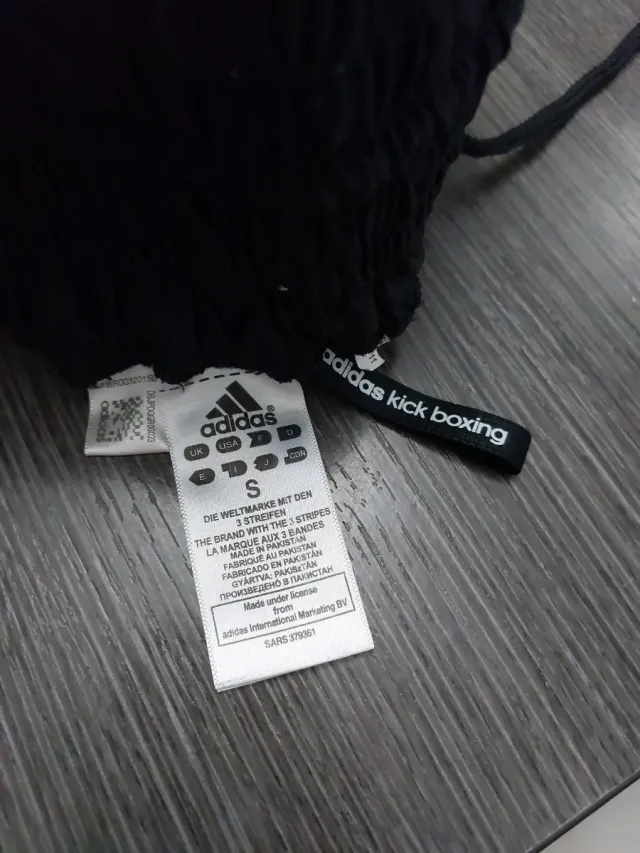 adidas
UK USA F D
E I J CDN
S
DIE WELTMARKE MIT DEN
3 STREIFEN
THE BRAND WITH THE 3 STRIPES
LA MARQUE AUX 3 BANDES
MADE IN PAKISTAN
FABRIQUÉ AU PAKISTAN
FABRICADO EN PAKISTÁN
GYÁRTVA: PAKISZTÁN
ПРОИЗВЕДЕНО В ПАКИСТАН
Made under license
from
adidas International Marketing BV
SARS 379361
adidas kick boxing